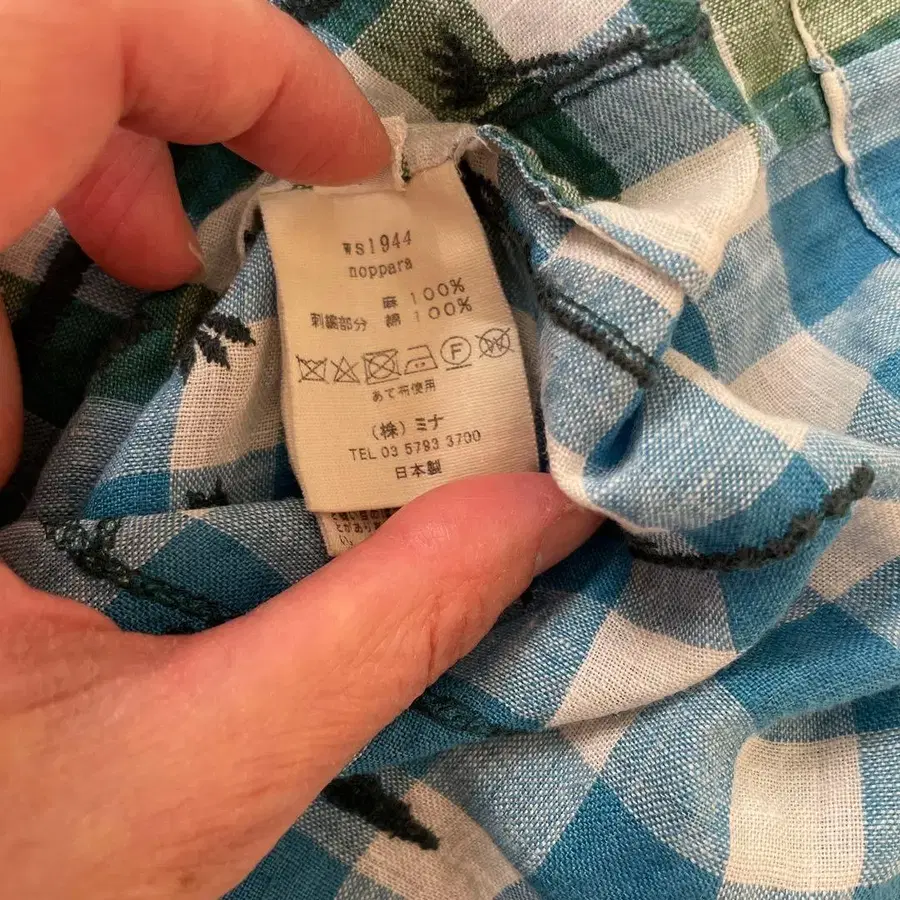 ws1944
noppara
麻 100%
刺繍部分 綿 100%
F W
あて布使用
(株) ミナ
TEL 03 5793 3700
日本製